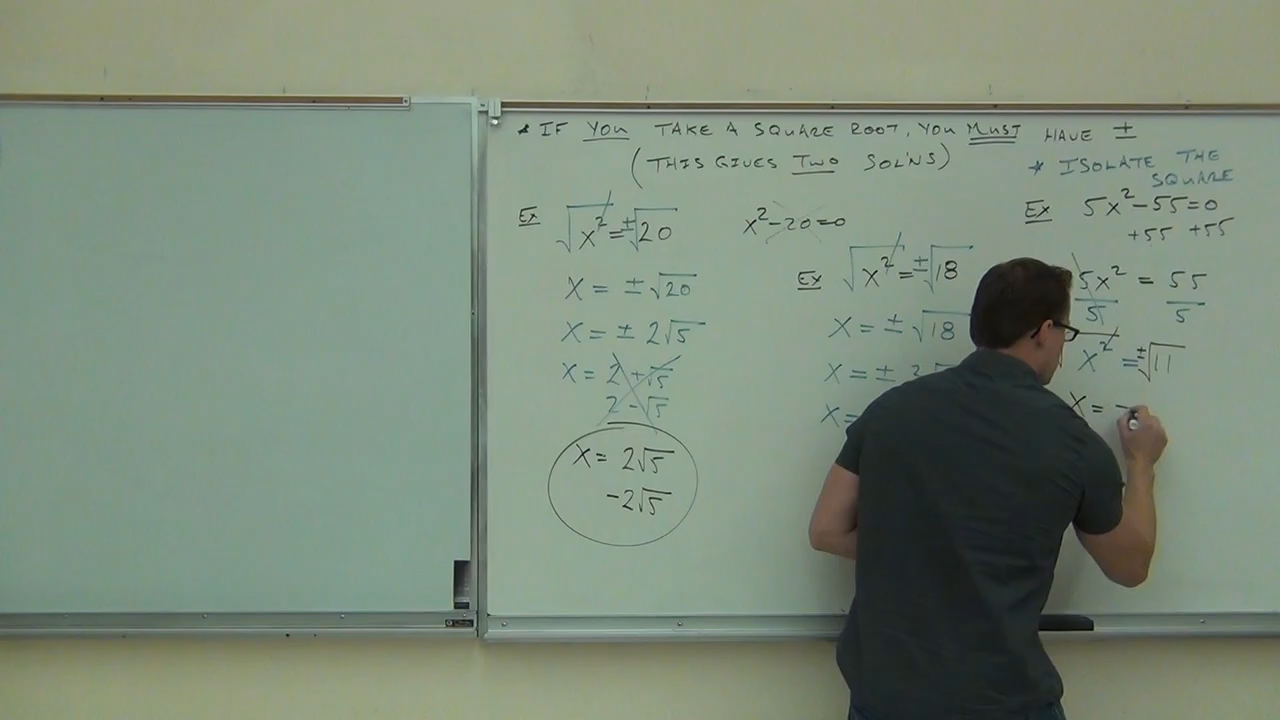 * IF YOU TAKE A SQUARE ROOT, YOU MUST HAVE ±
(THIS GIVES TWO SOL'NS)
* ISOLATE THE
SQUARE
Ex √x² = ±√20
x = ±√20
x = ± 2√5
x = 2 + √5
2 - √5
x = 2√5
-2√5
x² - 20 = 0
Ex √x² = ±√18
x = ± √18
x = ±
x =
Ex 5x² - 55 = 0
+55 +55
5x² = 55
5 5
√x² = ±√11
x =